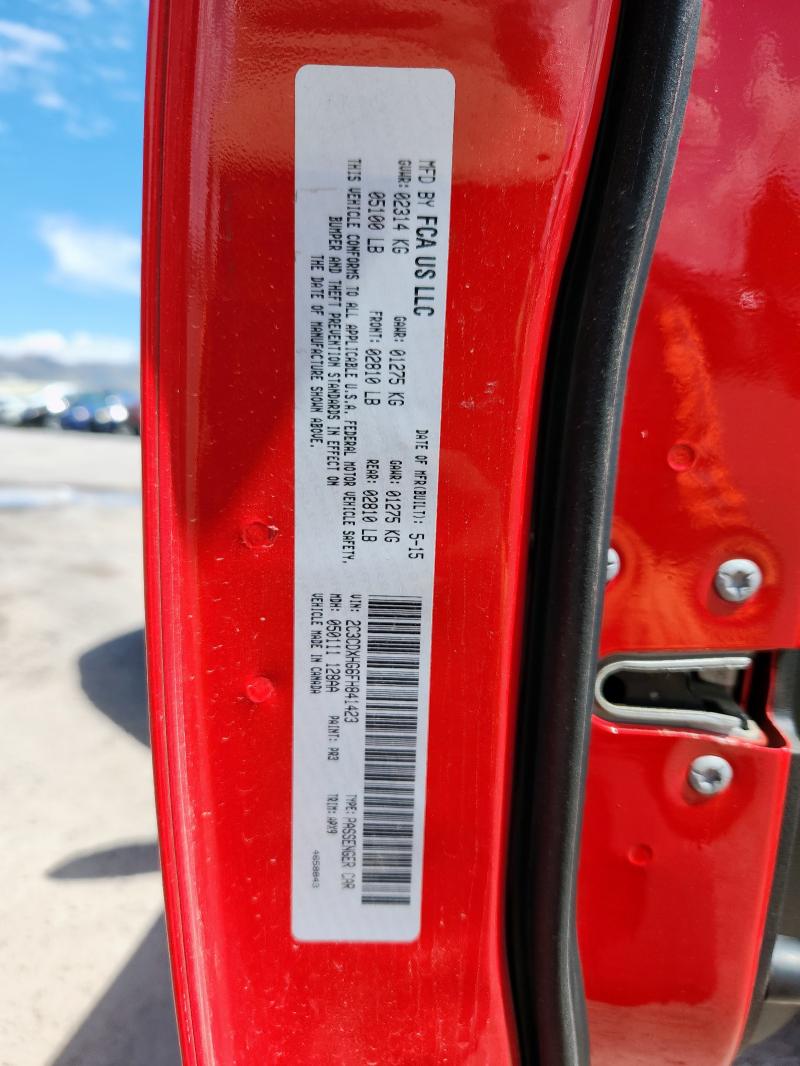 MFD BY FCA US LLC
DATE OF MFR(BUILT): 5-15
GVWR: 02314 KG GAWR: 01275 KG GAWR: 01275 KG
05100 LB FRONT: 02810 LB REAR: 02810 LB
THIS VEHICLE CONFORMS TO ALL APPLICABLE U.S.A. FEDERAL MOTOR VEHICLE SAFETY,
BUMPER AND THEFT PREVENTION STANDARDS IN EFFECT ON
THE DATE OF MANUFACTURE SHOWN ABOVE.
VIN: 2C3CDXHG6FH841423 TYPE: PASSENGER CAR
MDH: 050111 128AA PAINT: PR3 TRIM: APX9
VEHICLE MADE IN CANADA 4658843